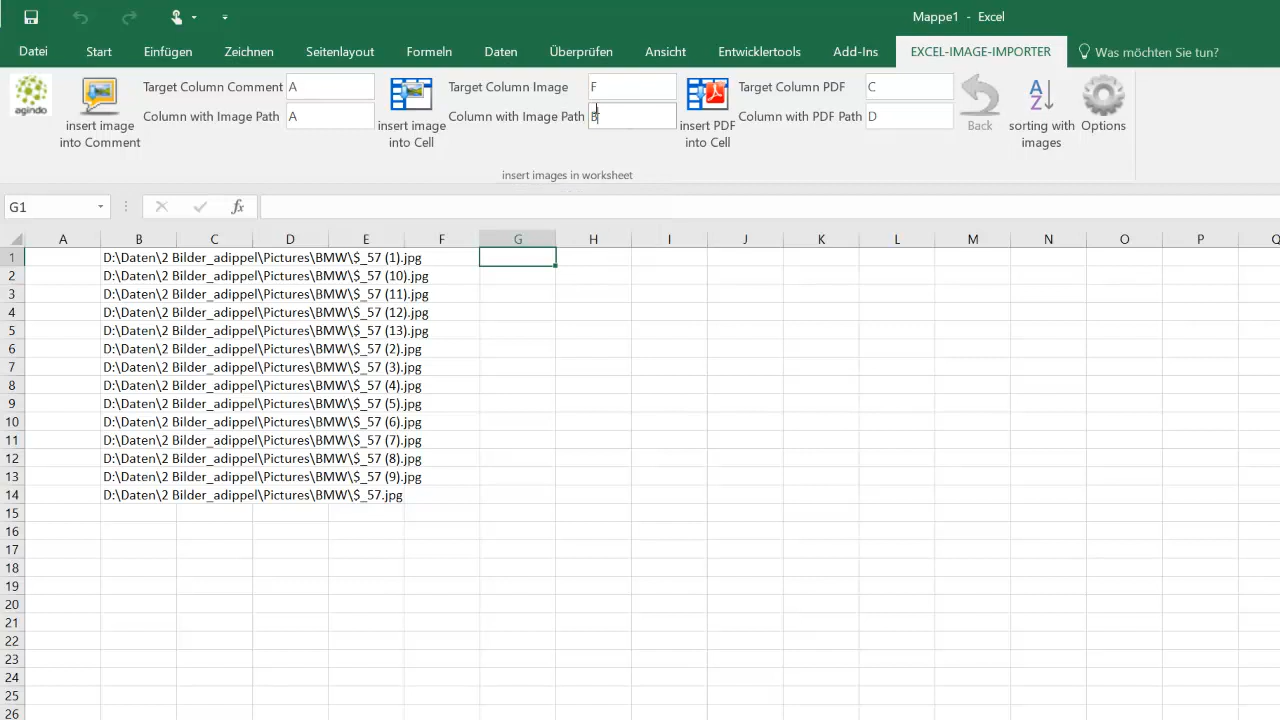 Mappe1 - Excel
Datei Start Einfügen Zeichnen Seitenlayout Formeln Daten Überprüfen Ansicht Entwicklertools Add-Ins EXCEL-IMAGE-IMPORTER Was möchten Sie tun?
agindo
insert image
into Comment
Target Column Comment A
Column with Image Path A
insert image
into Cell
Target Column Image F
Column with Image Path B
insert PDF
into Cell
Target Column PDF C
Column with PDF Path D
Back
A
Z
sorting with
images
Options
insert images in worksheet
G1 fx
A B C D E F G H I J K L M N O P Q
1 D:\Daten\2 Bilder_adippel\Pictures\BMW\$_57 (1).jpg
2 D:\Daten\2 Bilder_adippel\Pictures\BMW\$_57 (10).jpg
3 D:\Daten\2 Bilder_adippel\Pictures\BMW\$_57 (11).jpg
4 D:\Daten\2 Bilder_adippel\Pictures\BMW\$_57 (12).jpg
5 D:\Daten\2 Bilder_adippel\Pictures\BMW\$_57 (13).jpg
6 D:\Daten\2 Bilder_adippel\Pictures\BMW\$_57 (2).jpg
7 D:\Daten\2 Bilder_adippel\Pictures\BMW\$_57 (3).jpg
8 D:\Daten\2 Bilder_adippel\Pictures\BMW\$_57 (4).jpg
9 D:\Daten\2 Bilder_adippel\Pictures\BMW\$_57 (5).jpg
10 D:\Daten\2 Bilder_adippel\Pictures\BMW\$_57 (6).jpg
11 D:\Daten\2 Bilder_adippel\Pictures\BMW\$_57 (7).jpg
12 D:\Daten\2 Bilder_adippel\Pictures\BMW\$_57 (8).jpg
13 D:\Daten\2 Bilder_adippel\Pictures\BMW\$_57 (9).jpg
14 D:\Daten\2 Bilder_adippel\Pictures\BMW\$_57.jpg
15
16
17
18
19
20
21
22
23
24
25
26